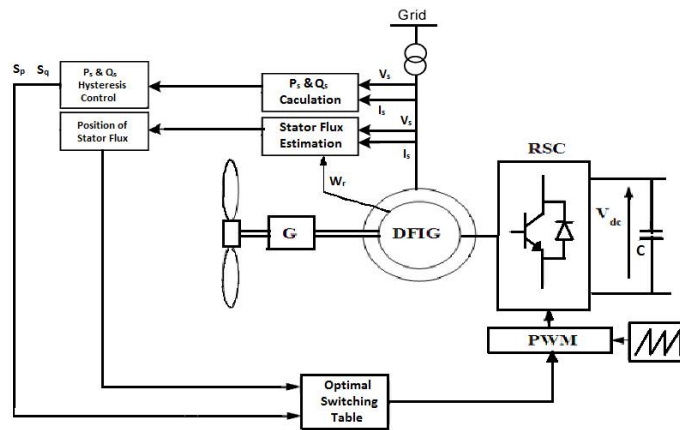 Grid
Sp Sq
Ps & Qs
Hysteresis
Control
Ps & Qs
Caculation
Vs
Is
Position of
Stator Flux
Stator Flux
Estimation
Vs
Is
Wr
RSC
G
DFIG
Vdc
C
PWM
Optimal
Switching
Table